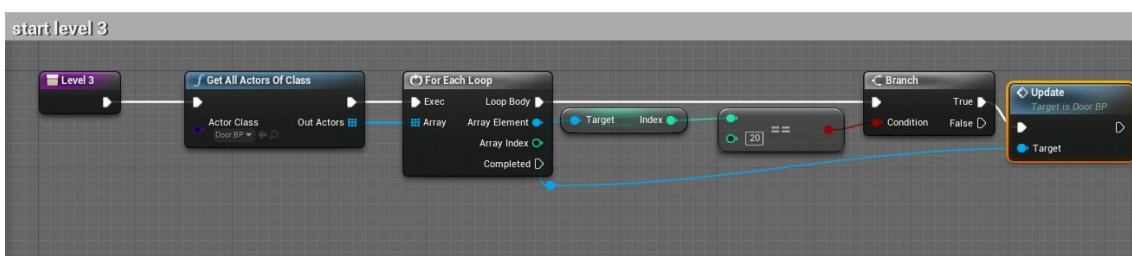 start level 3
Level 3
Get All Actors Of Class
Actor Class
Door BP
Out Actors
For Each Loop
Exec
Loop Body
Array
Array Element
Array Index
Completed
Target
Index
20
==
Branch
True
Condition
False
Update
Target is Door BP
Target